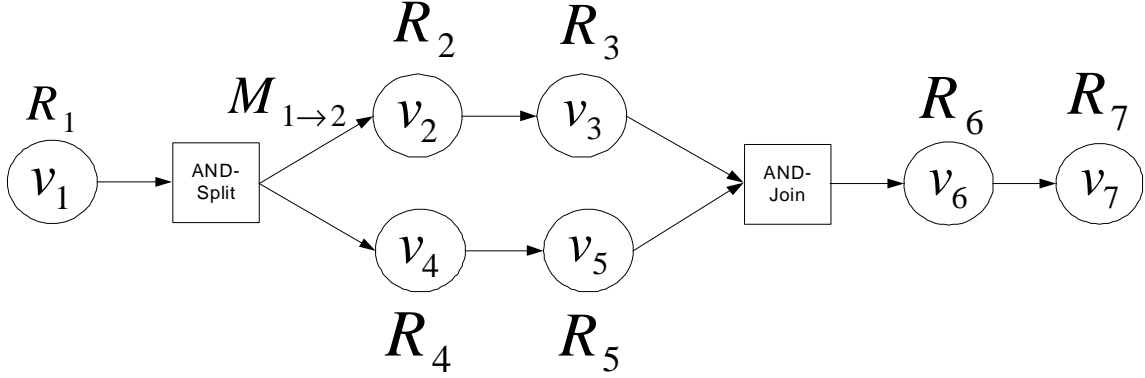 R₁
v₁
AND-
Split
M₁→₂
R₂
v₂
R₃
v₃
v₄
R₄
v₅
R₅
AND-
Join
R₆
v₆
R₇
v₇